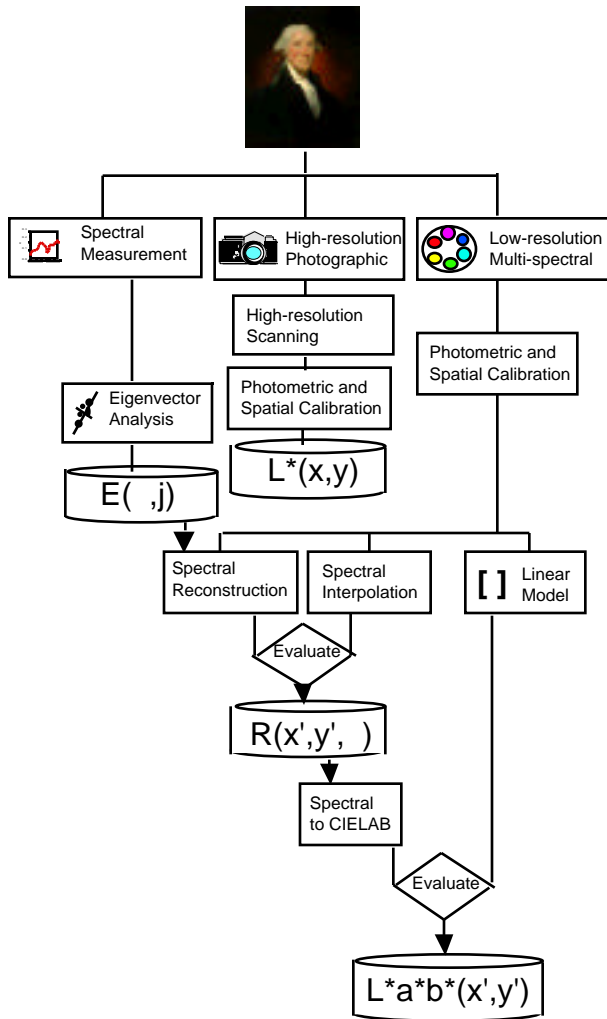 Spectral
Measurement
High-resolution
Photographic
Low-resolution
Multi-spectral
High-resolution
Scanning
Photometric and
Spatial Calibration
Eigenvector
Analysis
Photometric and
Spatial Calibration
L*(x,y)
E( ,j)
Spectral
Reconstruction
Spectral
Interpolation
[ ] Linear
Model
Evaluate
R(x',y', )
Spectral
to CIELAB
Evaluate
L*a*b*(x',y')